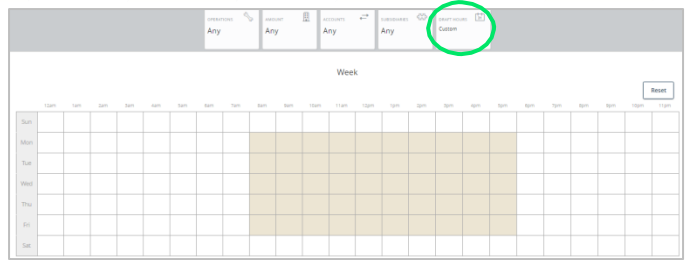 OPERATIONS
Any
AMOUNT
Any
ACCOUNTS
Any
CURRENCIES
Any
DRAFT HOURS
Custom
Week
Reset
12am 1am 2am 3am 4am 5am 6am 7am 8am 9am 10am 11am 12pm 1pm 2pm 3pm 4pm 5pm 6pm 7pm 8pm 9pm 10pm 11pm
Sun
Mon
Tue
Wed
Thu
Fri
Sat